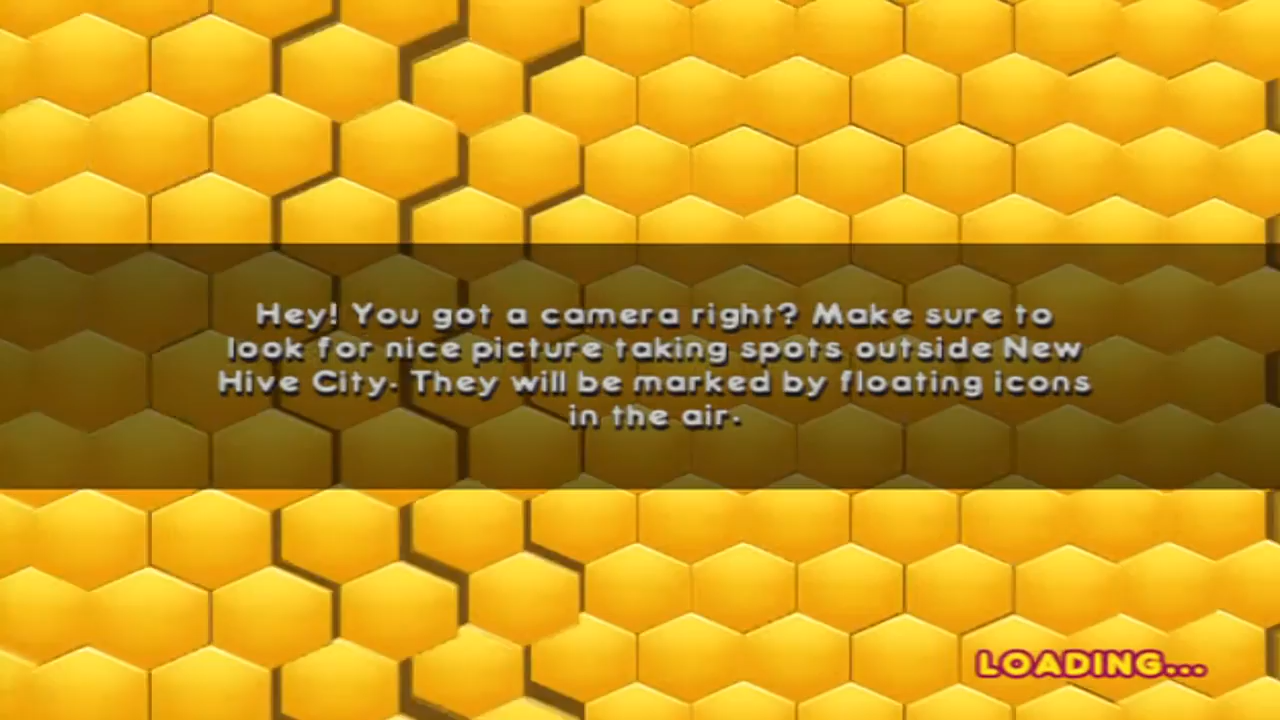 Hey! You got a camera right? Make sure to
look for nice picture taking spots outside New
Hive City. They will be marked by floating icons
in the air.
LOADING...